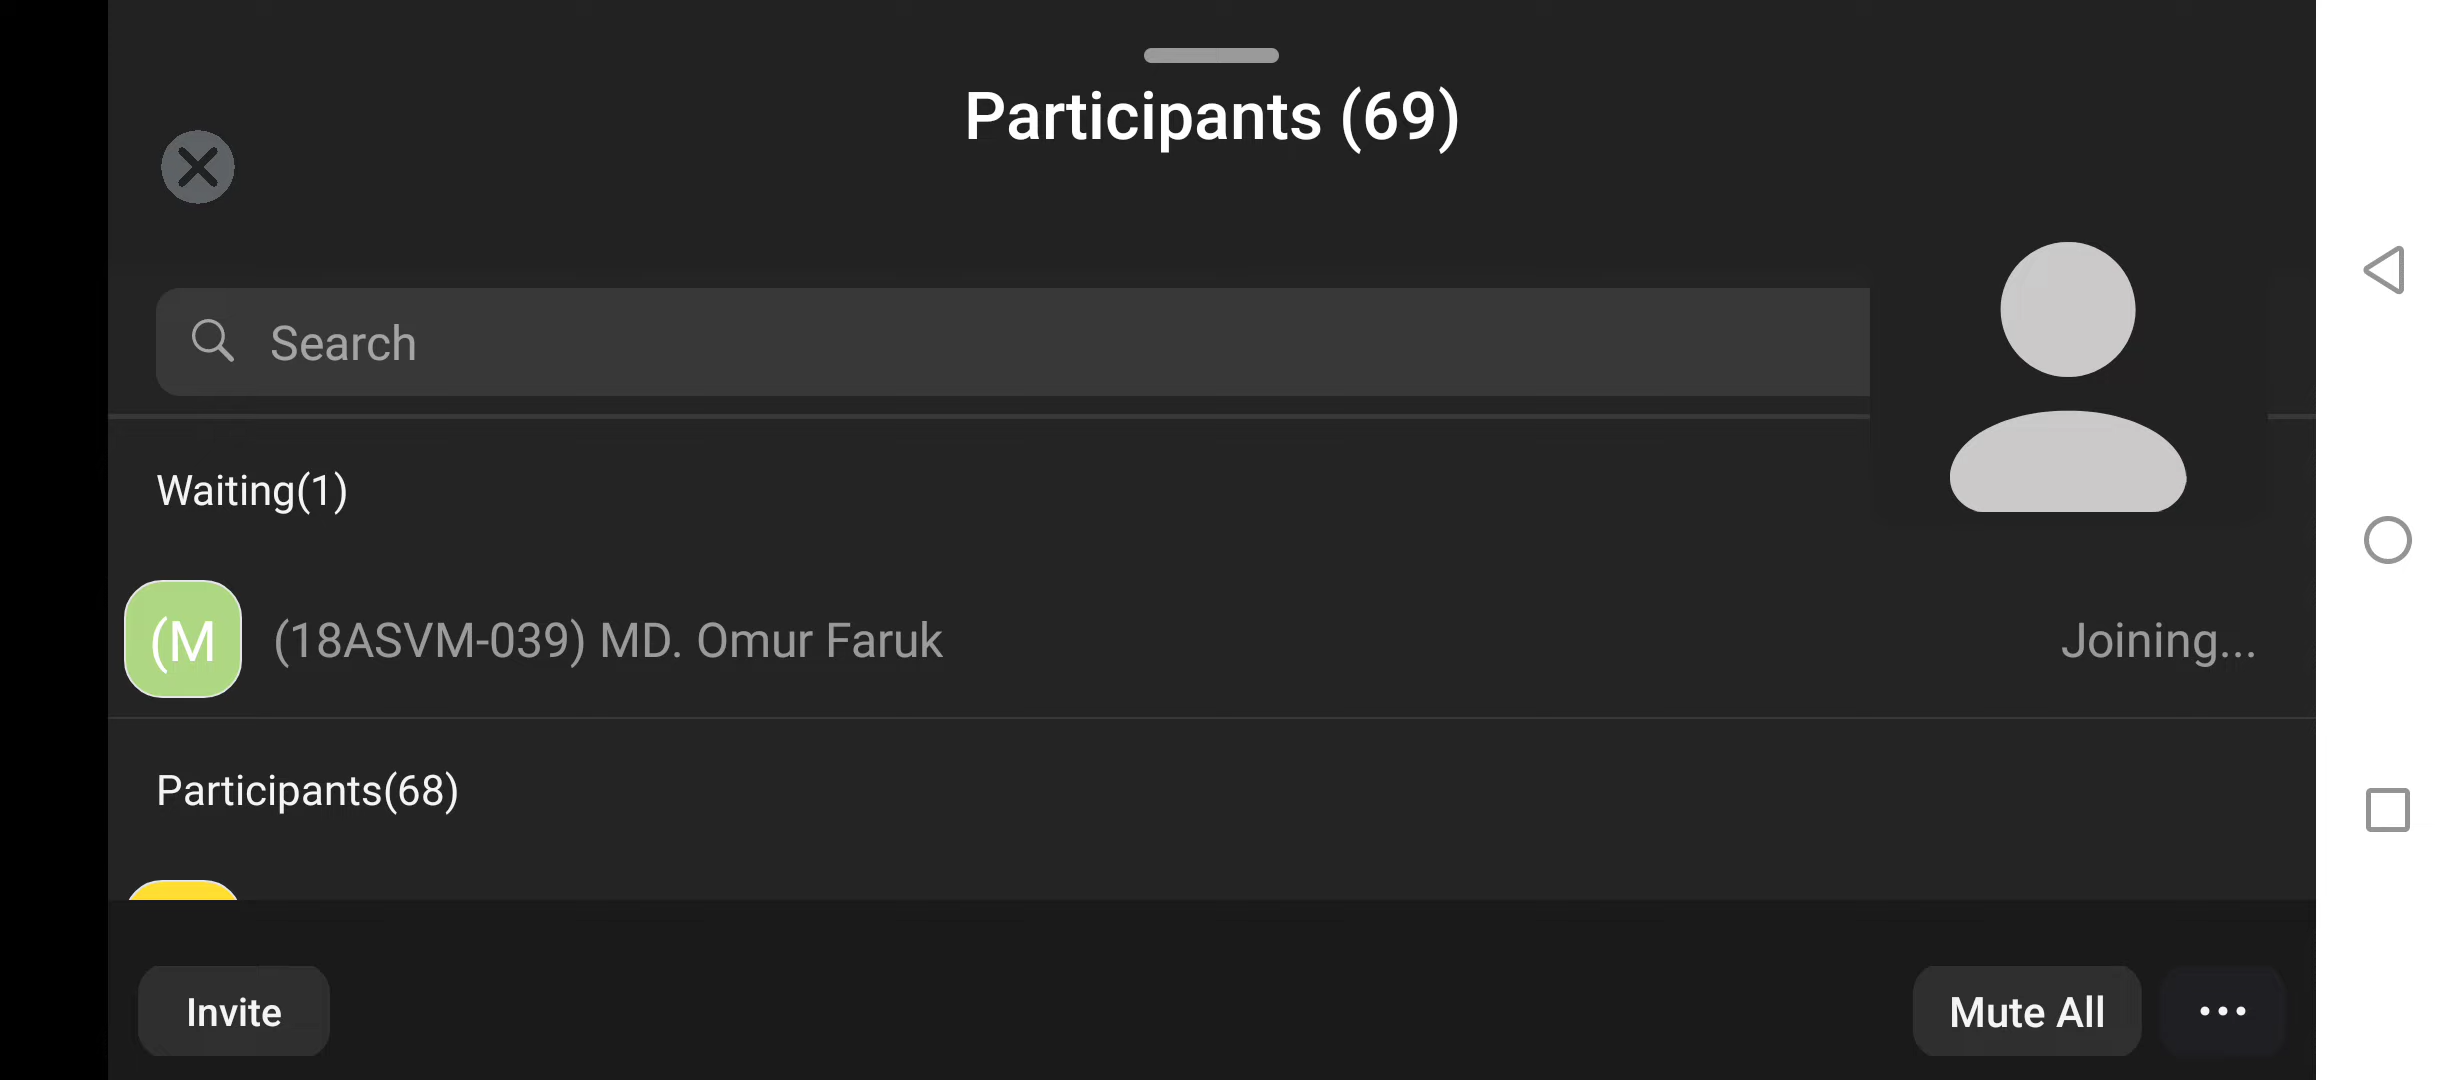 Participants (69)
Search
Waiting(1)
(M
(18ASVM-039) MD. Omur Faruk
Joining...
Participants(68)
Invite
Mute All